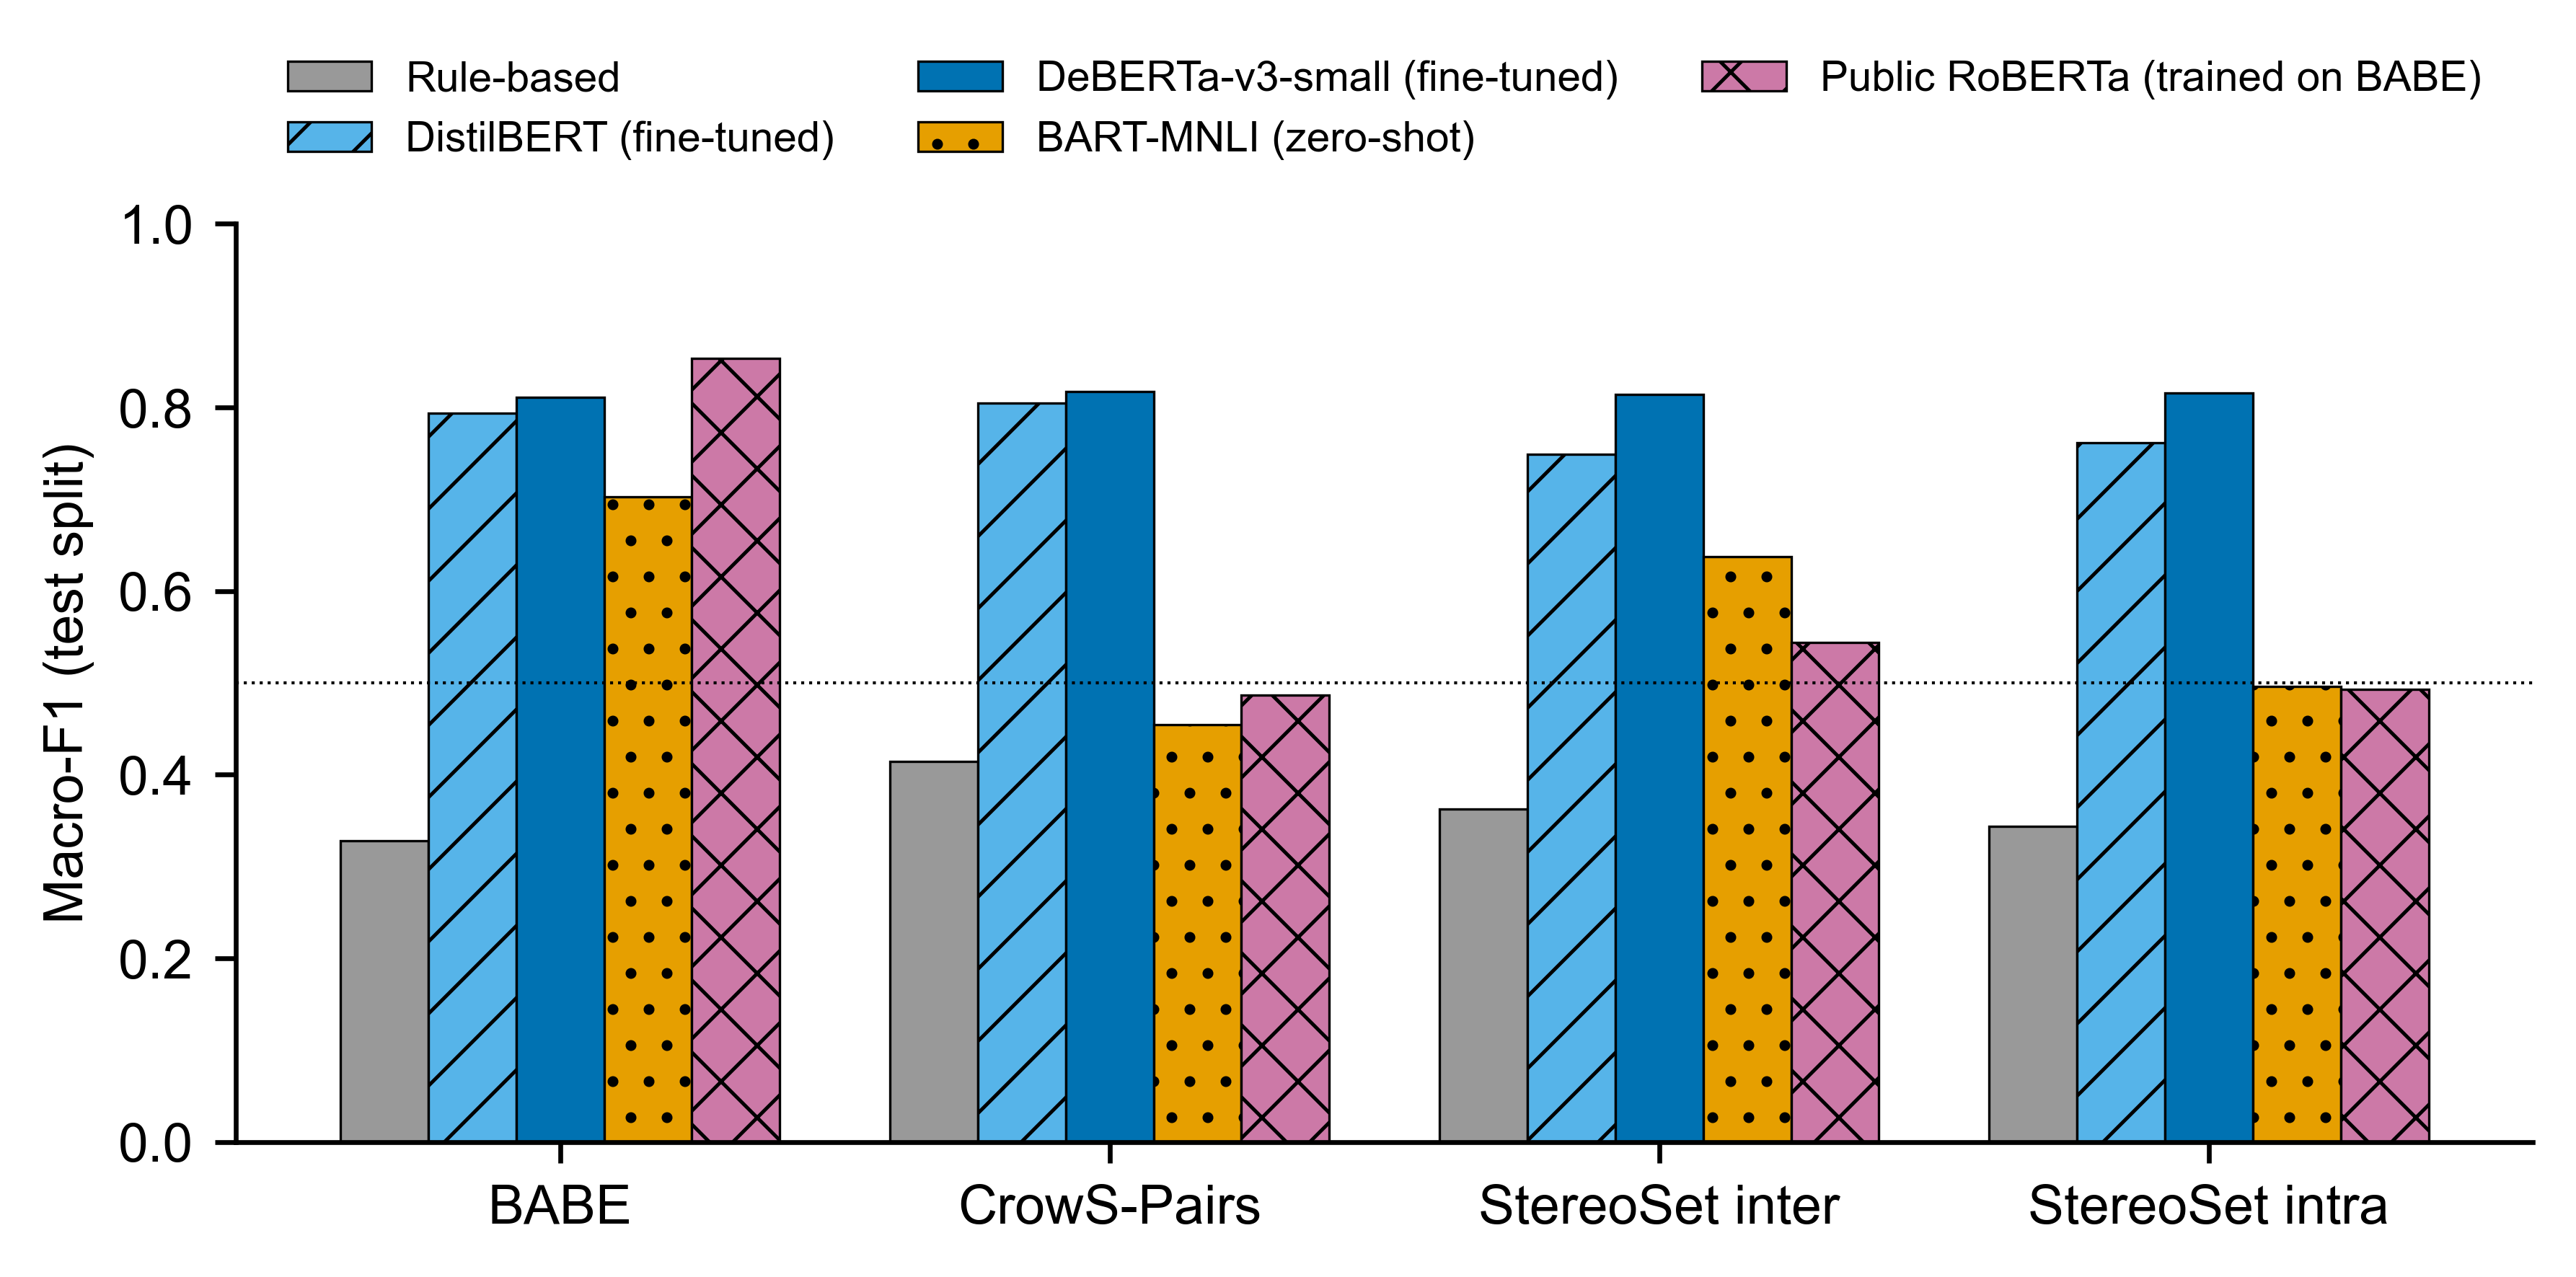 Rule-based
DistilBERT (fine-tuned)
DeBERTa-v3-small (fine-tuned)
BART-MNLI (zero-shot)
Public RoBERTa (trained on BABE)
Macro-F1 (test split)
1.0
0.8
0.6
0.4
0.2
0.0
BABE
CrowS-Pairs
StereoSet inter
StereoSet intra